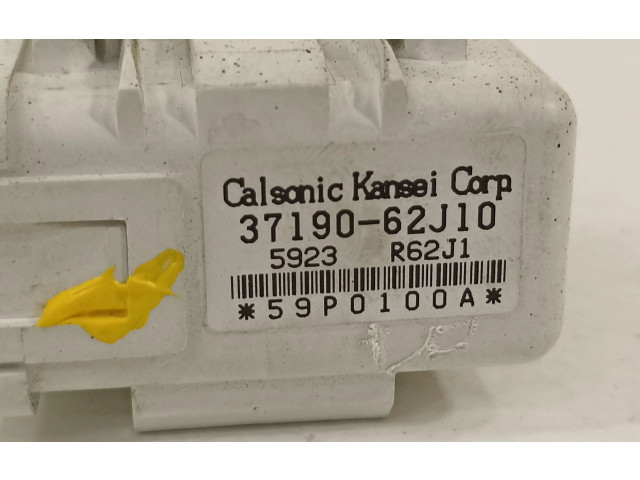 Calsonic Kansei Corp
37190-62J10
5923 R62J1
*59P0100A*